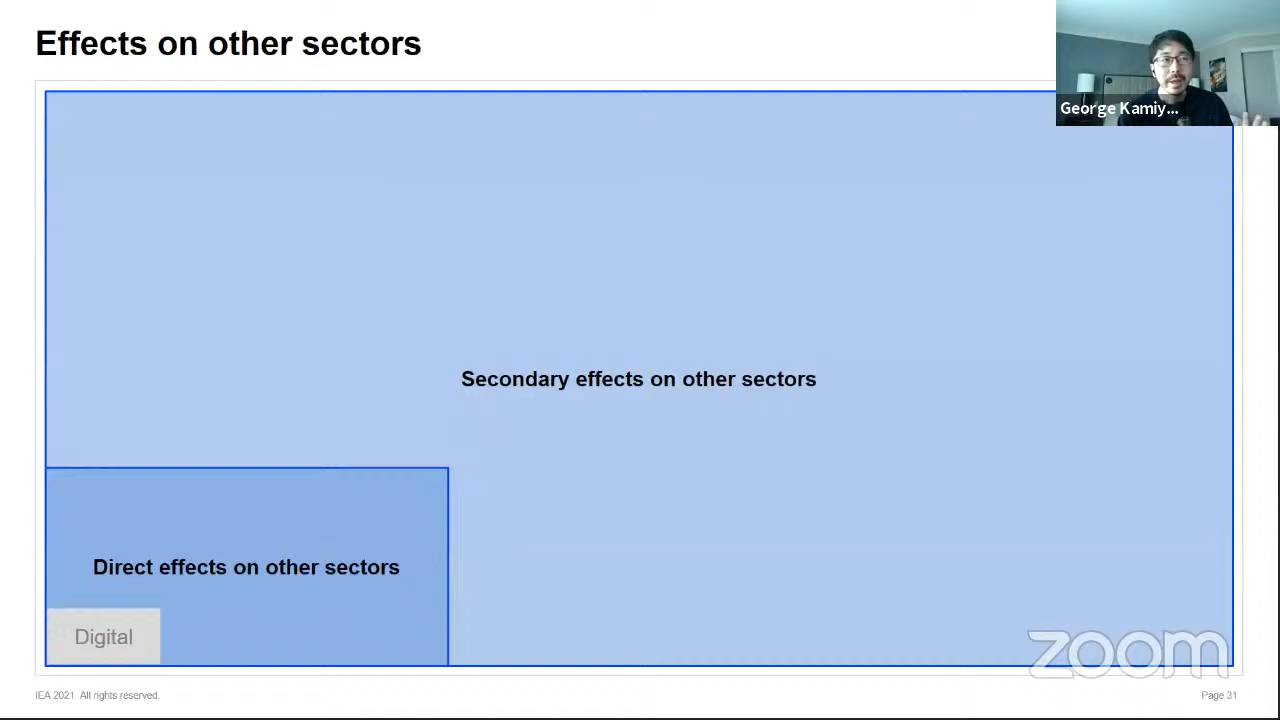 Effects on other sectors
George Kamiy...
Secondary effects on other sectors
Direct effects on other sectors
Digital
zoom
IEA 2021. All rights reserved.
Page 31